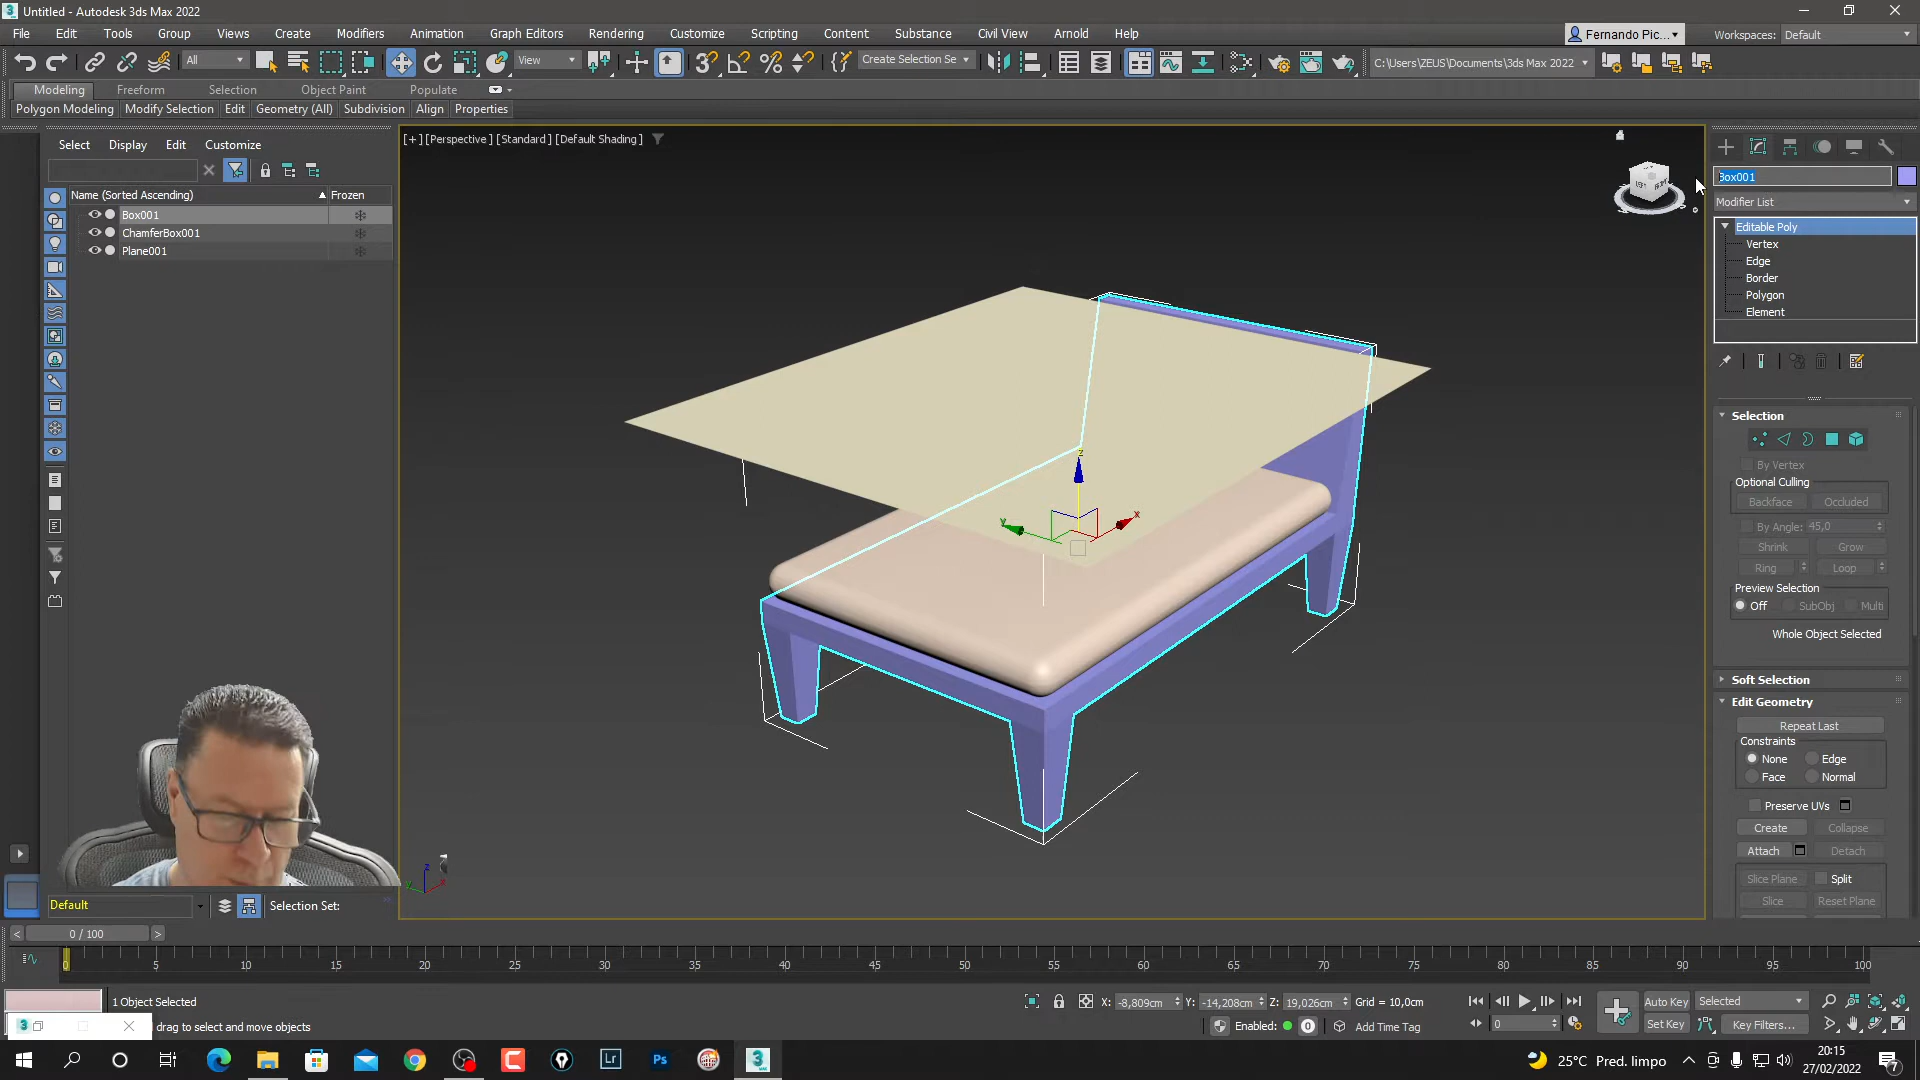 Untitled - Autodesk 3ds Max 2022
File Edit Tools Group Views Create Modifiers Animation Graph Editors Rendering Customize Scripting Content Substance Civil View Arnold Help
Fernando Pic... Workspaces: Default
All View Create Selection Se C:\Users\ZEUS\Documents\3ds Max 2022
Modeling Freeform Selection Object Paint Populate
Polygon Modeling Modify Selection Edit Geometry (All) Subdivision Align Properties
Select Display Edit Customize
[+] [Perspective] [Standard] [Default Shading]
Name (Sorted Ascending) Frozen
Box001
ChamferBox001
Plane001
Box001
Modifier List
Editable Poly
Vertex
Edge
Border
Polygon
Element
Selection
By Vertex
Optional Culling
Backface Occluded
By Angle: 45,0
Shrink Grow
Ring Loop
Preview Selection
Off SubObj Multi
Whole Object Selected
Soft Selection
Edit Geometry
Repeat Last
Constraints
None Edge
Face Normal
Preserve UVs
Create Collapse
Attach Detach
Slice Plane Split
Slice Reset Plane
z
y x
Default Selection Set:
0 / 100
0 5 10 15 20 25 30 35 40 45 50 55 60 65 70 75 80 85 90 95 100
1 Object Selected X: -8,809cm Y: -14,208cm Z: 19,026cm Grid = 10,0cm Auto Key Selected
drag to select and move objects Enabled: 0 Add Time Tag 0 Set Key Key Filters...
Lr Ps 3 25°C Pred. limpo 20:15
27/02/2022
7